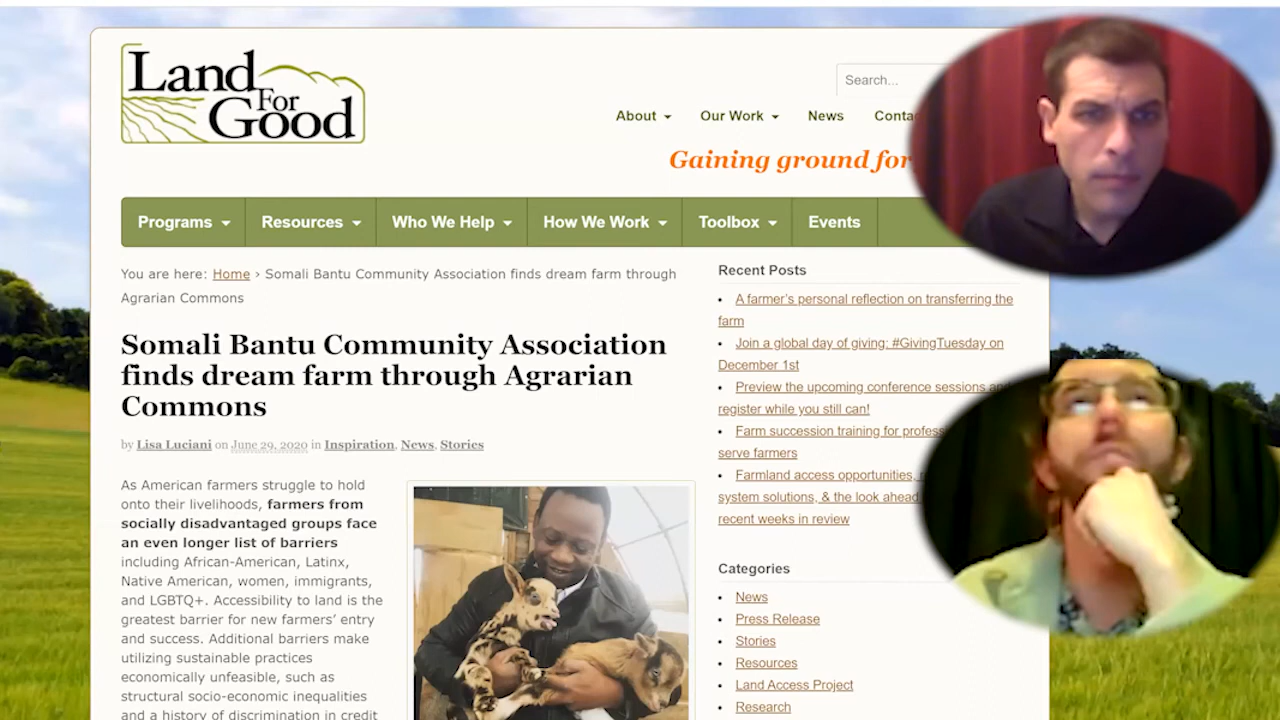 Land
For
Good
Search...
About
Our Work
News
Gaining ground for
Programs
Resources
Who We Help
How We Work
Toolbox
Events
You are here: Home › Somali Bantu Community Association finds dream farm through
Agrarian Commons
Somali Bantu Community Association
finds dream farm through Agrarian
Commons
by Lisa Luciani on June 29, 2020 in Inspiration, News, Stories
As American farmers struggle to hold
onto their livelihoods, farmers from
socially disadvantaged groups face
an even longer list of barriers
including African-American, Latinx,
Native American, women, immigrants,
and LGBTQ+. Accessibility to land is the
greatest barrier for new farmers' entry
and success. Additional barriers make
utilizing sustainable practices
economically unfeasible, such as
structural socio-economic inequalities
and a history of discrimination in credit
Recent Posts
• A farmer's personal reflection on transferring the
farm
• Join a global day of giving: #GivingTuesday on
December 1st
• Preview the upcoming conference sessions and
register while you still can!
• Farm succession training for
serve farmers
• Farmland access opportunities,
system solutions, & the look ahead
recent weeks in review
Categories
• News
• Press Release
• Stories
• Resources
• Land Access Project
• Research